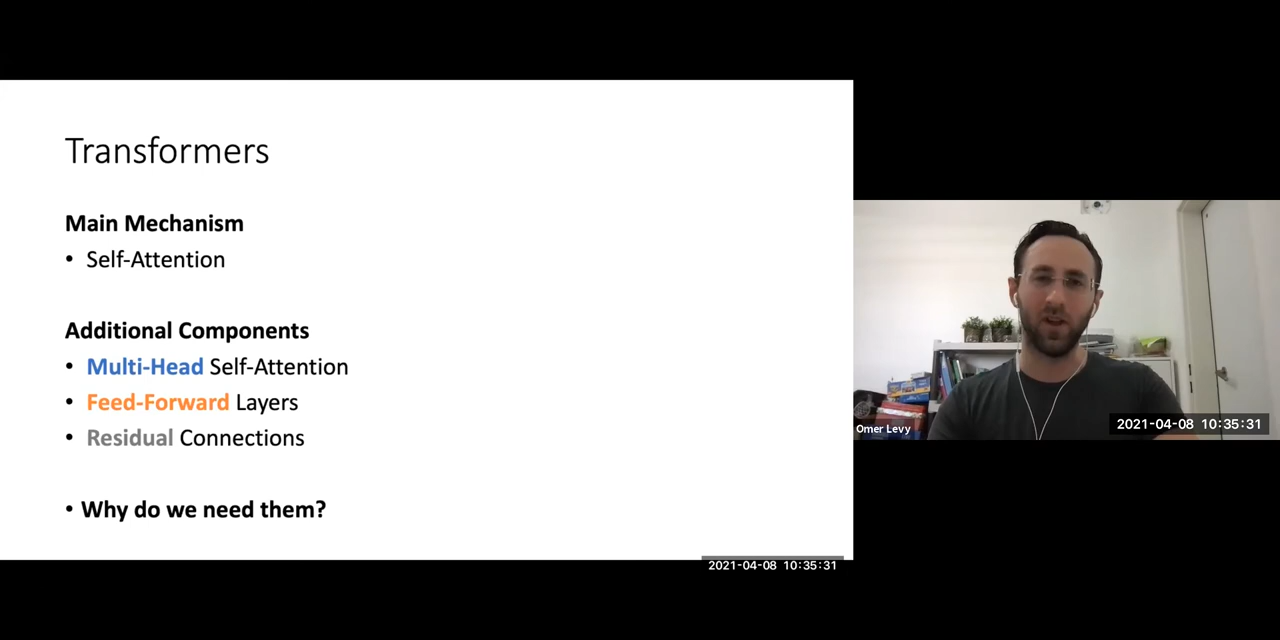 Transformers
Main Mechanism
• Self-Attention
Additional Components
• Multi-Head Self-Attention
• Feed-Forward Layers
• Residual Connections
• Why do we need them?
2021-04-08 10:35:31
Omer Levy
2021-04-08 10:35:31